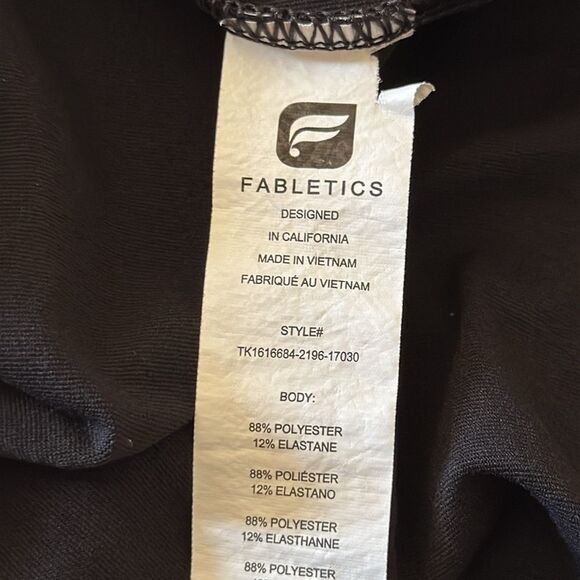 FABLETICS
DESIGNED
IN CALIFORNIA
MADE IN VIETNAM
FABRIQUÉ AU VIETNAM
STYLE#
TK1616684-2196-17030
BODY:
88% POLYESTER
12% ELASTANE
88% POLIÉSTER
12% ELASTANO
88% POLYESTER
12% ELASTHANNE
88% POLYESTER